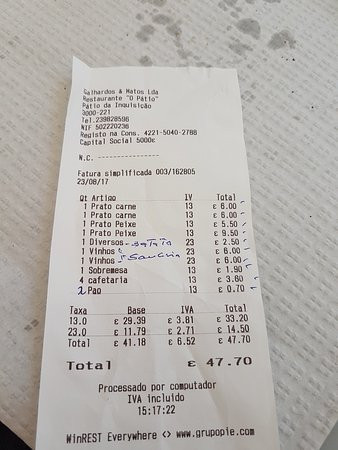 Galhardos & Matos Lda
Restaurante "O Pátio"
Pátio da Inquisição
3000-221
Tel.239828596
NIF 502220236
Registo na Cons. 4221-5040-2788
Capital Social 5000€
N.C. ----------------
Fatura simplificada 003/162805
23/08/17
Qt Artigo IV Total
1 Prato carne 13 € 6.00
1 Prato carne 13 € 6.00
1 Prato Peixe 13 € 5.50
1 Prato Peixe 13 € 9.50
1 Diversos 23 € 2.50
1 Vinhos 23 € 6.00
1 Vinhos Sangria 23 € 6.00
1 Sobremesa 13 € 1.90
4 cafetaria 13 € 3.60
2 Pao 13 € 0.70
Taxa Base IVA Total
13.0 € 29.39 € 3.81 € 33.20
23.0 € 11.79 € 2.71 € 14.50
Total € 41.18 € 6.52 € 47.70
Total € 47.70
Processado por computador
IVA incluido
15:17:22
WinREST Everywhere <> www.grupopie.com